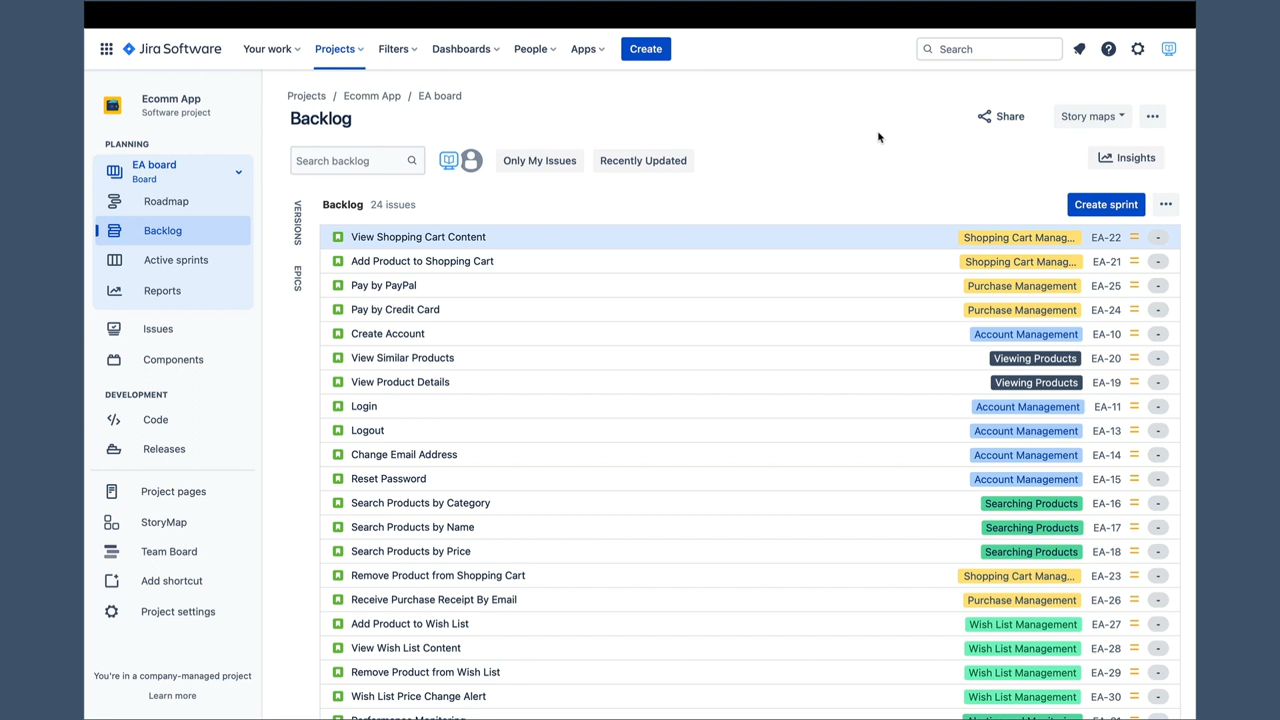 Jira Software Your work Projects Filters Dashboards People Apps Create Search
Ecomm App
Software project
PLANNING
EA board
Board
Roadmap
Backlog
Active sprints
Reports
Issues
Components
DEVELOPMENT
Code
Releases
Project pages
StoryMap
Team Board
Add shortcut
Project settings
You're in a company-managed project
Learn more
Projects / Ecomm App / EA board
Backlog
Share Story maps
Search backlog Only My Issues Recently Updated Insights
VERSIONS
EPICS
Backlog 24 issues Create sprint
View Shopping Cart Content Shopping Cart Manag... EA-22 -
Add Product to Shopping Cart Shopping Cart Manag... EA-21 -
Pay by PayPal Purchase Management EA-25 -
Pay by Credit Card Purchase Management EA-24 -
Create Account Account Management EA-10 -
View Similar Products Viewing Products EA-20 -
View Product Details Viewing Products EA-19 -
Login Account Management EA-11 -
Logout Account Management EA-13 -
Change Email Address Account Management EA-14 -
Reset Password Account Management EA-15 -
Search Products by Category Searching Products EA-16 -
Search Products by Name Searching Products EA-17 -
Search Products by Price Searching Products EA-18 -
Remove Product from Shopping Cart Shopping Cart Manag... EA-23 -
Receive Purchase Receipt By Email Purchase Management EA-26 -
Add Product to Wish List Wish List Management EA-27 -
View Wish List Content Wish List Management EA-28 -
Remove Product from Wish List Wish List Management EA-29 -
Wish List Price Change Alert Wish List Management EA-30 -
Performance Monitoring